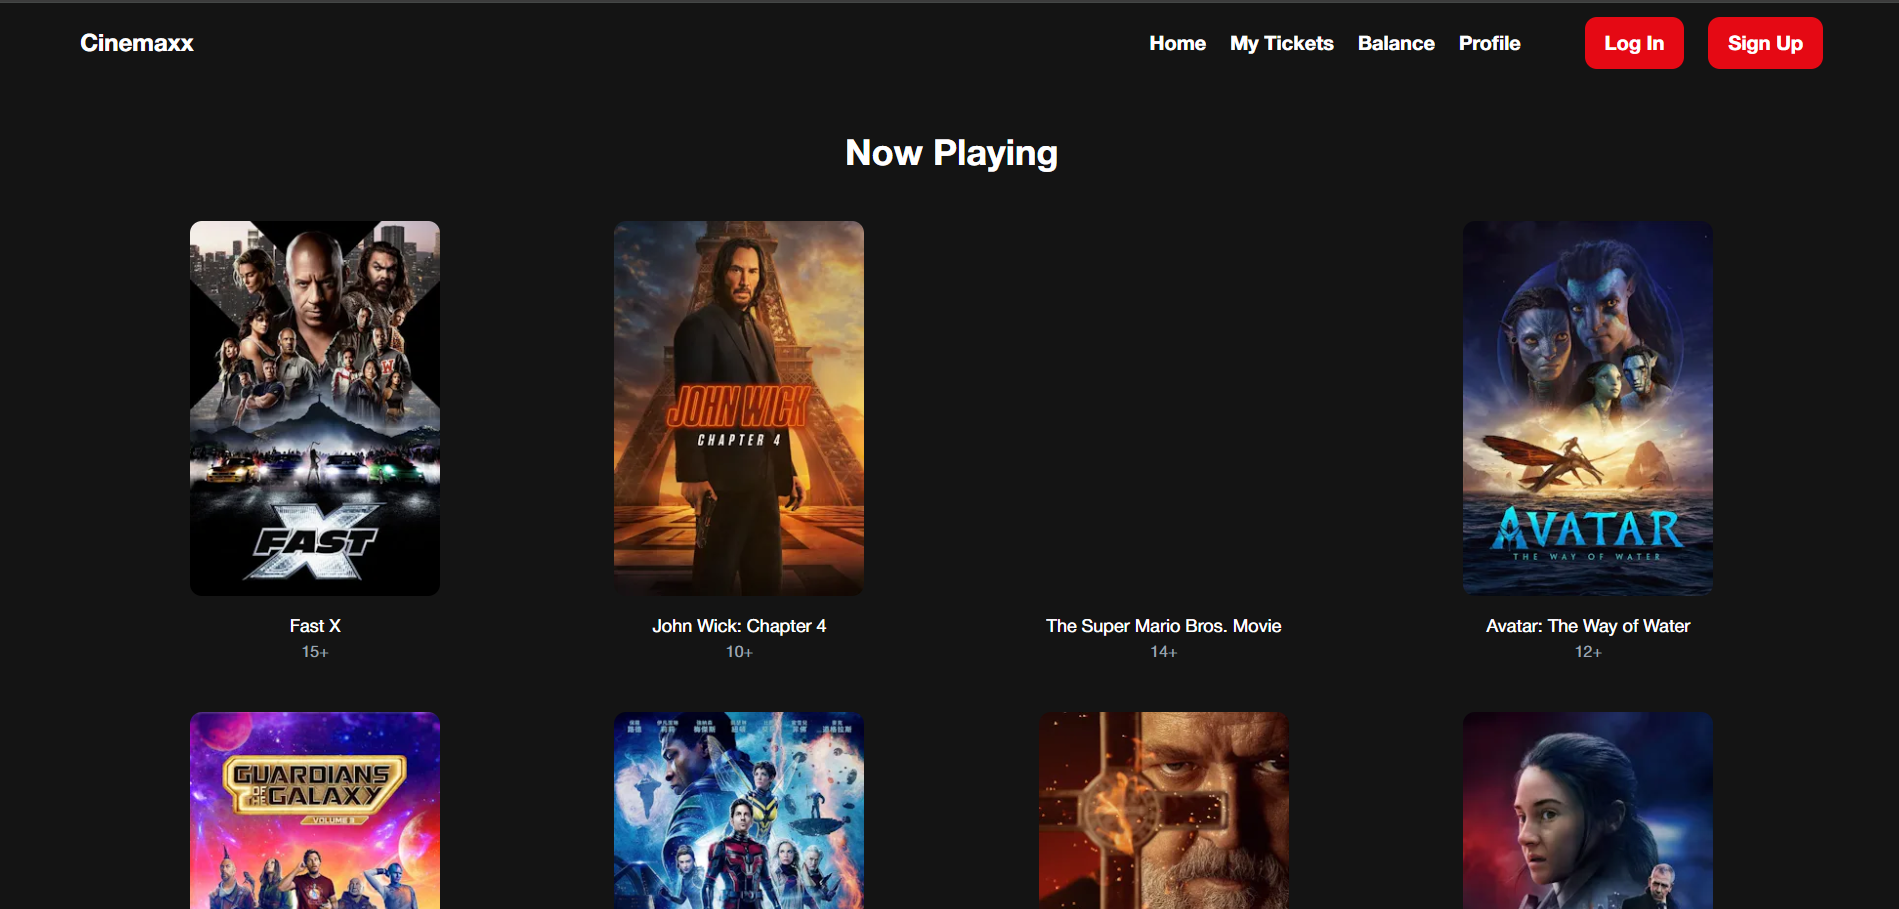 Cinemaxx
Home My Tickets Balance Profile Log In Sign Up
Now Playing
FAST X
JOHN WICK
CHAPTER 4
AVATAR
THE WAY OF WATER
Fast X
15+
John Wick: Chapter 4
10+
The Super Mario Bros. Movie
14+
Avatar: The Way of Water
12+
GUARDIANS
OF THE GALAXY
VOLUME 3